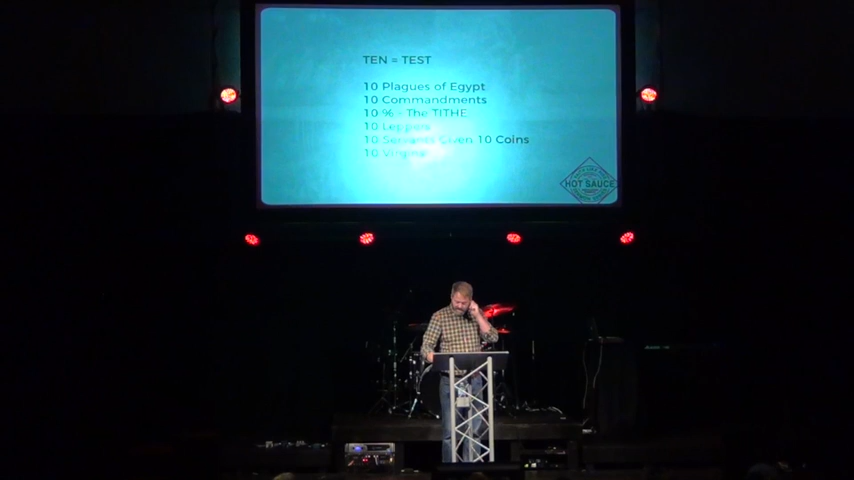 TEN = TEST
10 Plagues of Egypt
10 Commandments
10 % - The TITHE
10 Leppers
10 Servants Given 10 Coins
10 Virgins
HOT SAUCE